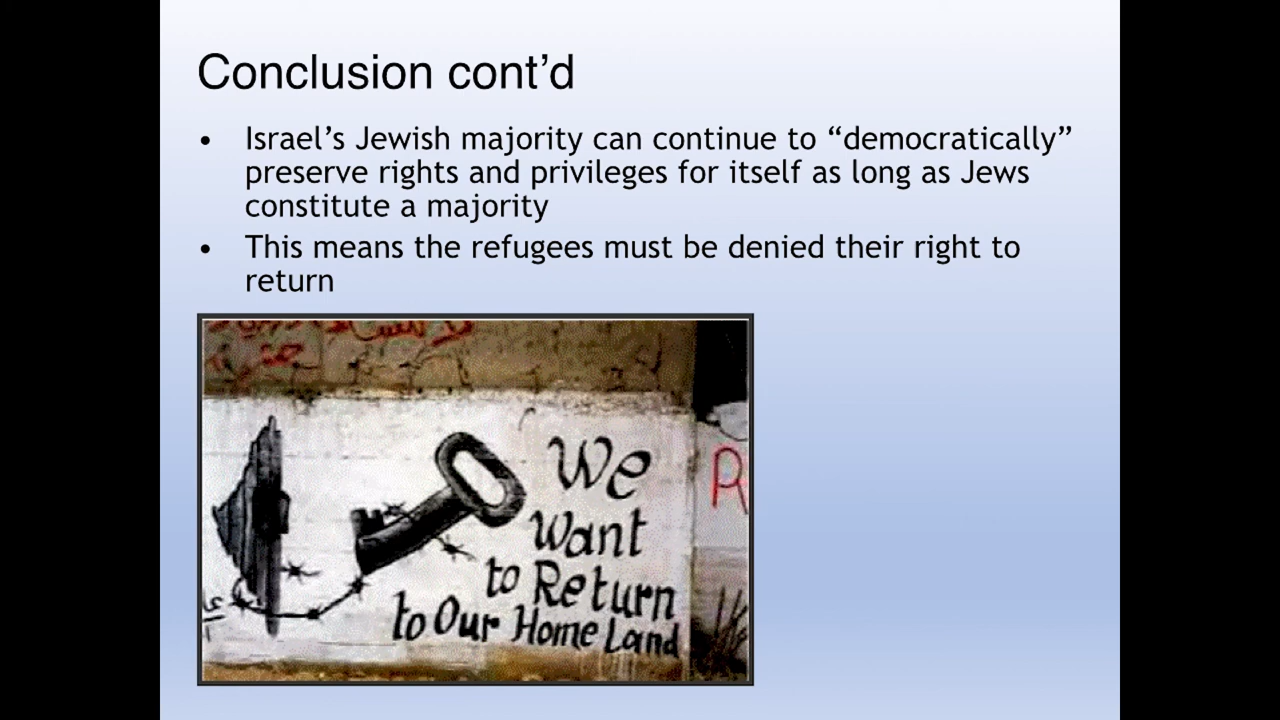 Conclusion cont’d
• Israel’s Jewish majority can continue to “democratically”
preserve rights and privileges for itself as long as Jews
constitute a majority
• This means the refugees must be denied their right to
return
We
Want
to Return
to Our Home Land
R